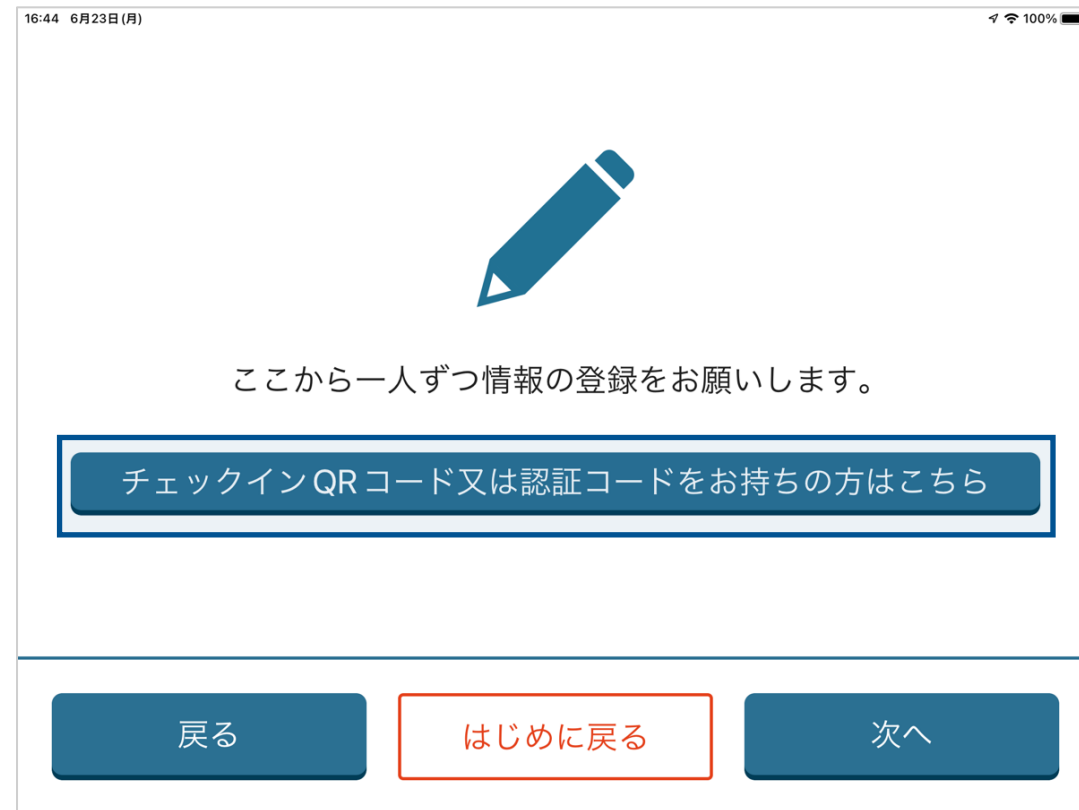 16:44 6月23日(月)
100%
ここから一人ずつ情報の登録をお願いします。
チェックインQRコード又は認証コードをお持ちの方はこちら
戻る
はじめに戻る
次へ